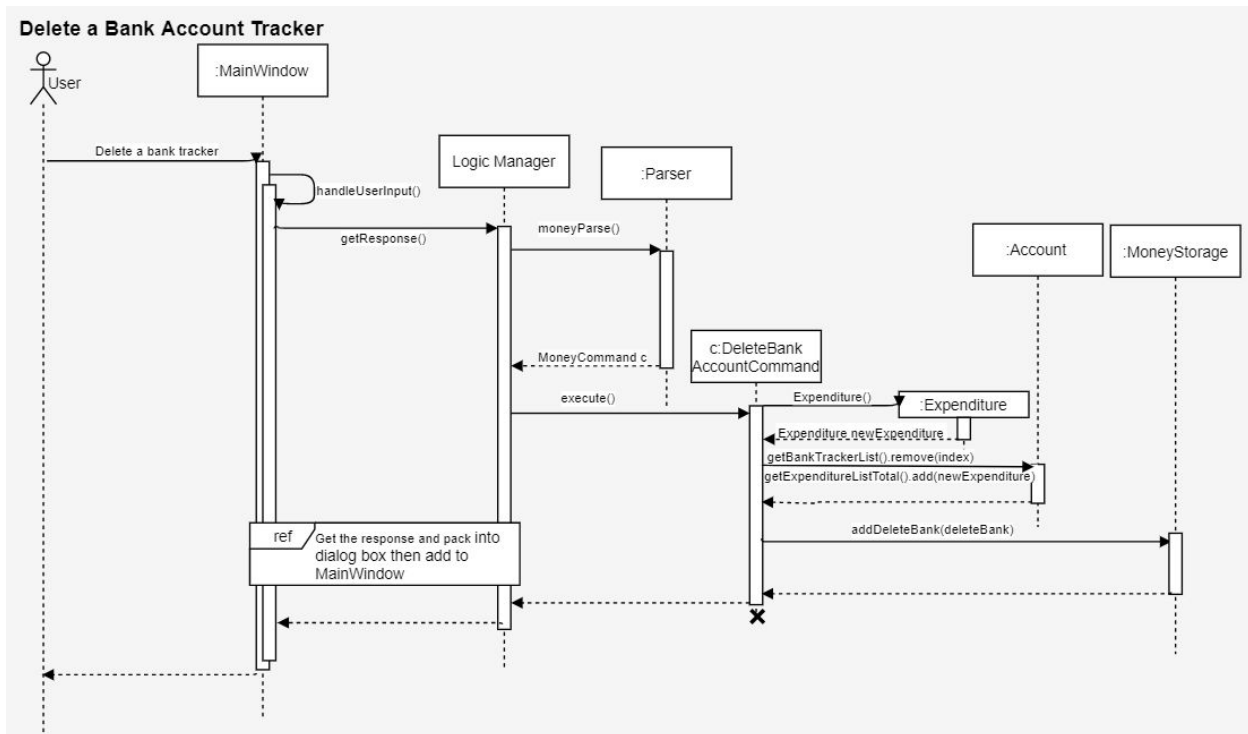 Delete a Bank Account Tracker
User
:MainWindow
Delete a bank tracker
Logic Manager
:Parser
handleUserInput()
getResponse()
moneyParse()
:Account
:MoneyStorage
c:DeleteBank
AccountCommand
MoneyCommand c
execute()
Expenditure()
:Expenditure
Expenditure newExpenditure
getBankTrackerList().remove(index)
getExpenditureListTotal().add(newExpenditure)
addDeleteBank(deleteBank)
ref
Get the response and pack into
dialog box then add to
MainWindow